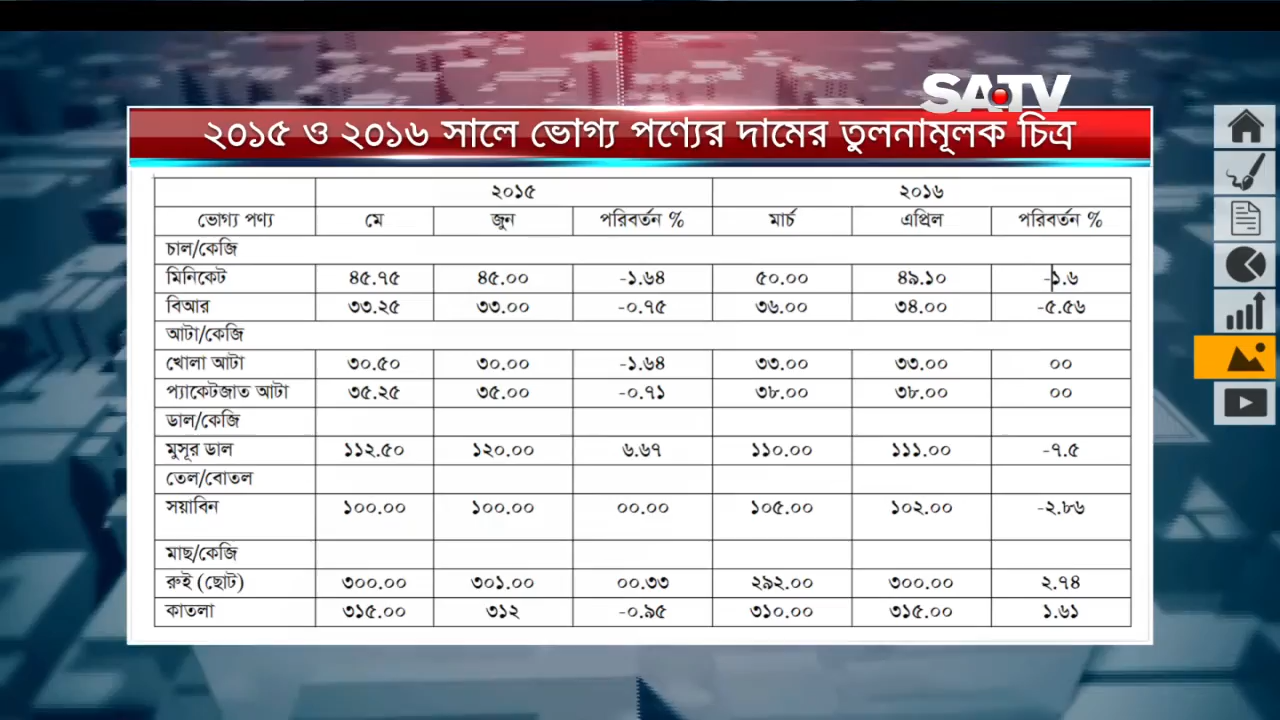 SATV
২০১৫ ও ২০১৬ সালে ভোগ্য পণ্যের দামের তুলনামূলক চিত্র
২০১৫ ২০১৬
ভোগ্য পণ্য মে জুন পরিবর্তন % মার্চ এপ্রিল পরিবর্তন %
চাল/কেজি
মিনিকেট ৪৫.৭৫ ৪৫.০০ -১.৬৪ ৫০.০০ ৪৯.১০ -১.৬
বিআর ৩৩.২৫ ৩৩.০০ -০.৭৫ ৩৬.০০ ৩৪.০০ -৫.৫৬
আটা/কেজি
খোলা আটা ৩০.৫০ ৩০.০০ -১.৬৪ ৩৩.০০ ৩৩.০০ ০০
প্যাকেটজাত আটা ৩৫.২৫ ৩৫.০০ -০.৭১ ৩৮.০০ ৩৮.০০ ০০
ডাল/কেজি
মুসূর ডাল ১১২.৫০ ১২০.০০ ৬.৬৭ ১১০.০০ ১১১.০০ -৭.৫
তেল/বোতল
সয়াবিন ১০০.০০ ১০০.০০ ০০.০০ ১০৫.০০ ১০২.০০ -২.৮৬
মাছ/কেজি
রুই (ছোট) ৩০০.০০ ৩০১.০০ ০০.৩৩ ২৯২.০০ ৩০০.০০ ২.৭৪
কাতলা ৩১৫.০০ ৩১২ -০.৯৫ ৩১০.০০ ৩১৫.০০ ১.৬১